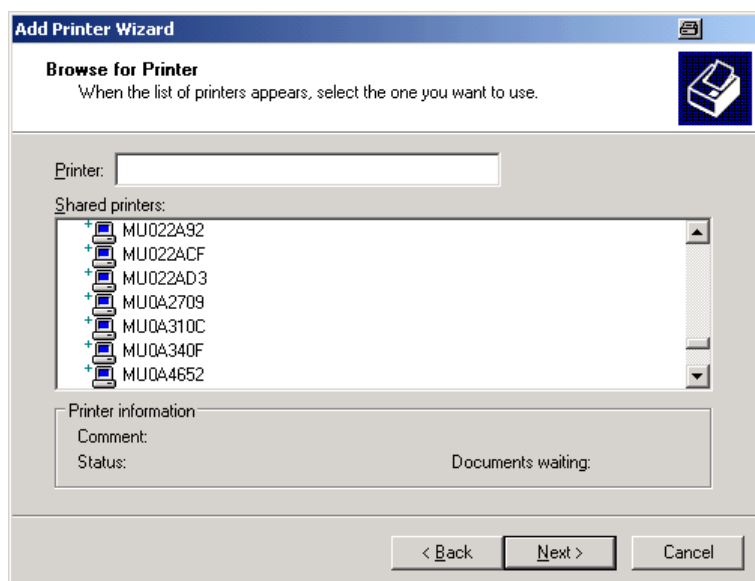 Add Printer Wizard
Browse for Printer
When the list of printers appears, select the one you want to use.
Printer:
Shared printers:
MU022A92
MU022ACF
MU022AD3
MU0A2709
MU0A310C
MU0A340F
MU0A4652
Printer information
Comment:
Status: Documents waiting:
< Back Next > Cancel